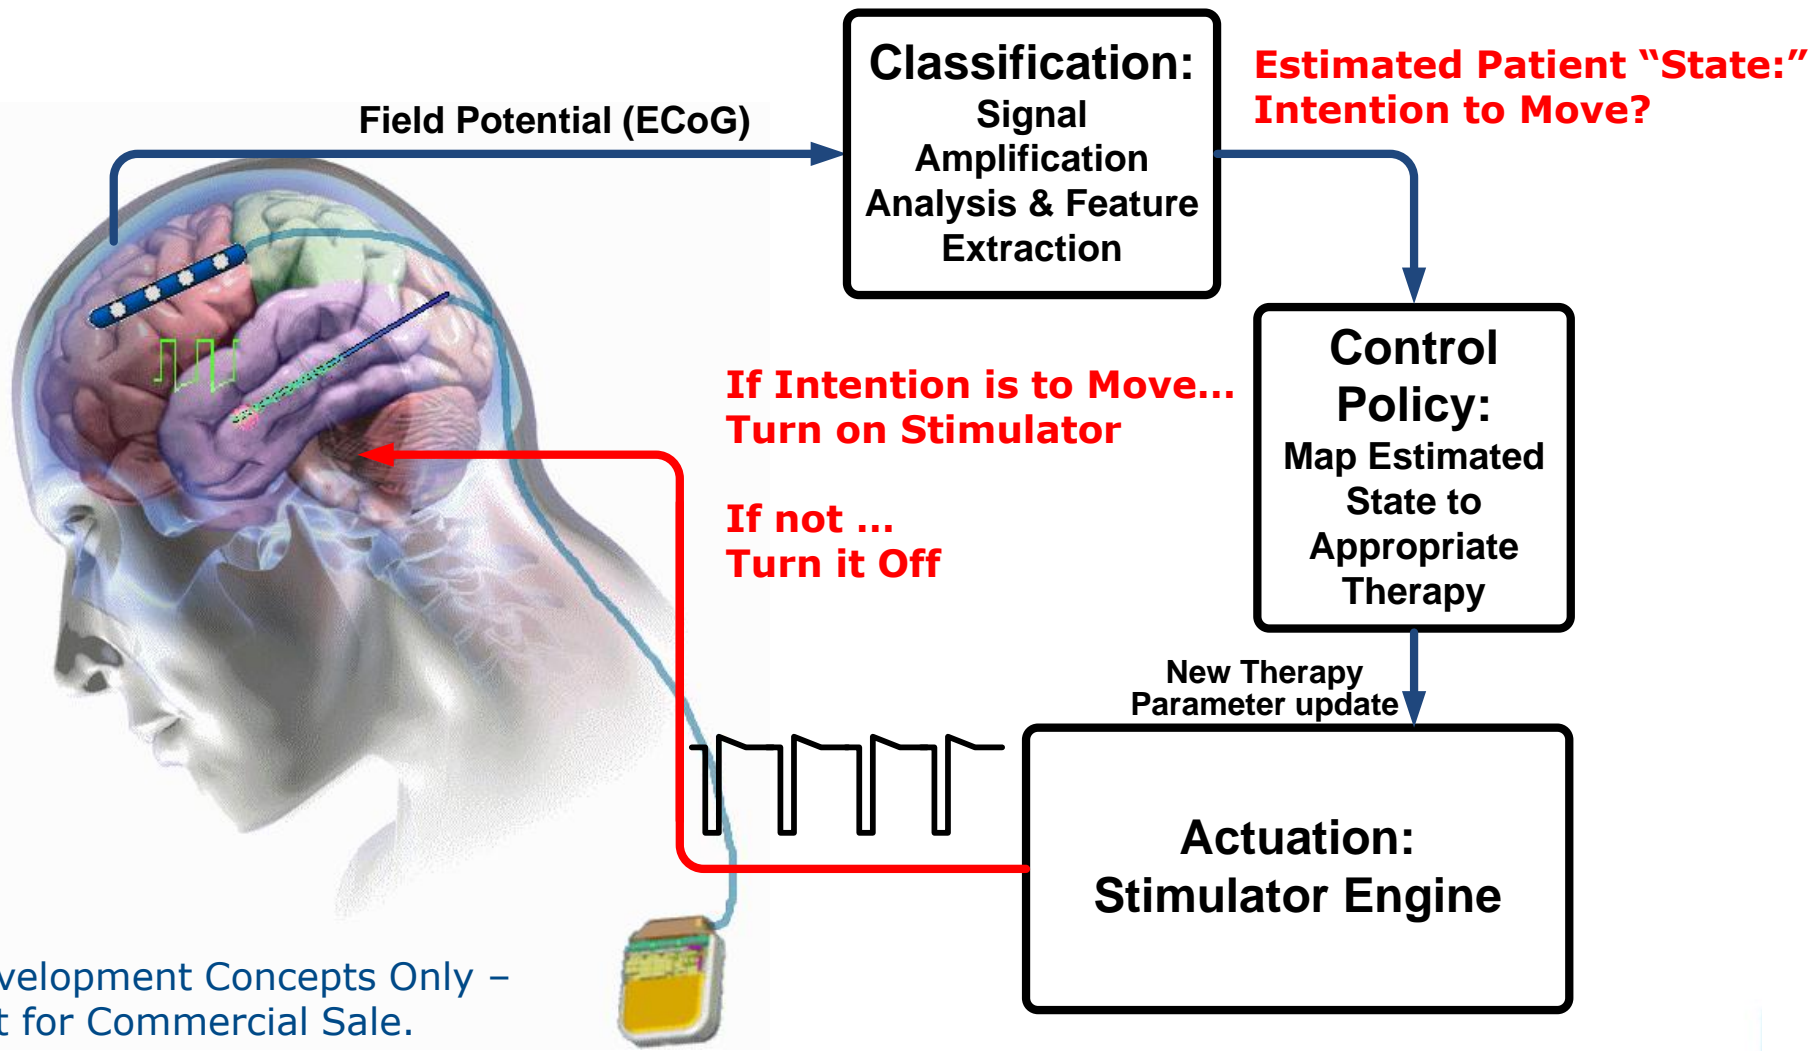 Classification:
Signal
Amplification
Analysis & Feature
Extraction
Estimated Patient “State:”
Intention to Move?
Field Potential (ECoG)
Control
Policy:
Map Estimated
State to
Appropriate
Therapy
If Intention is to Move…
Turn on Stimulator
If not …
Turn it Off
New Therapy
Parameter update
Actuation:
Stimulator Engine
velopment Concepts Only –
t for Commercial Sale.